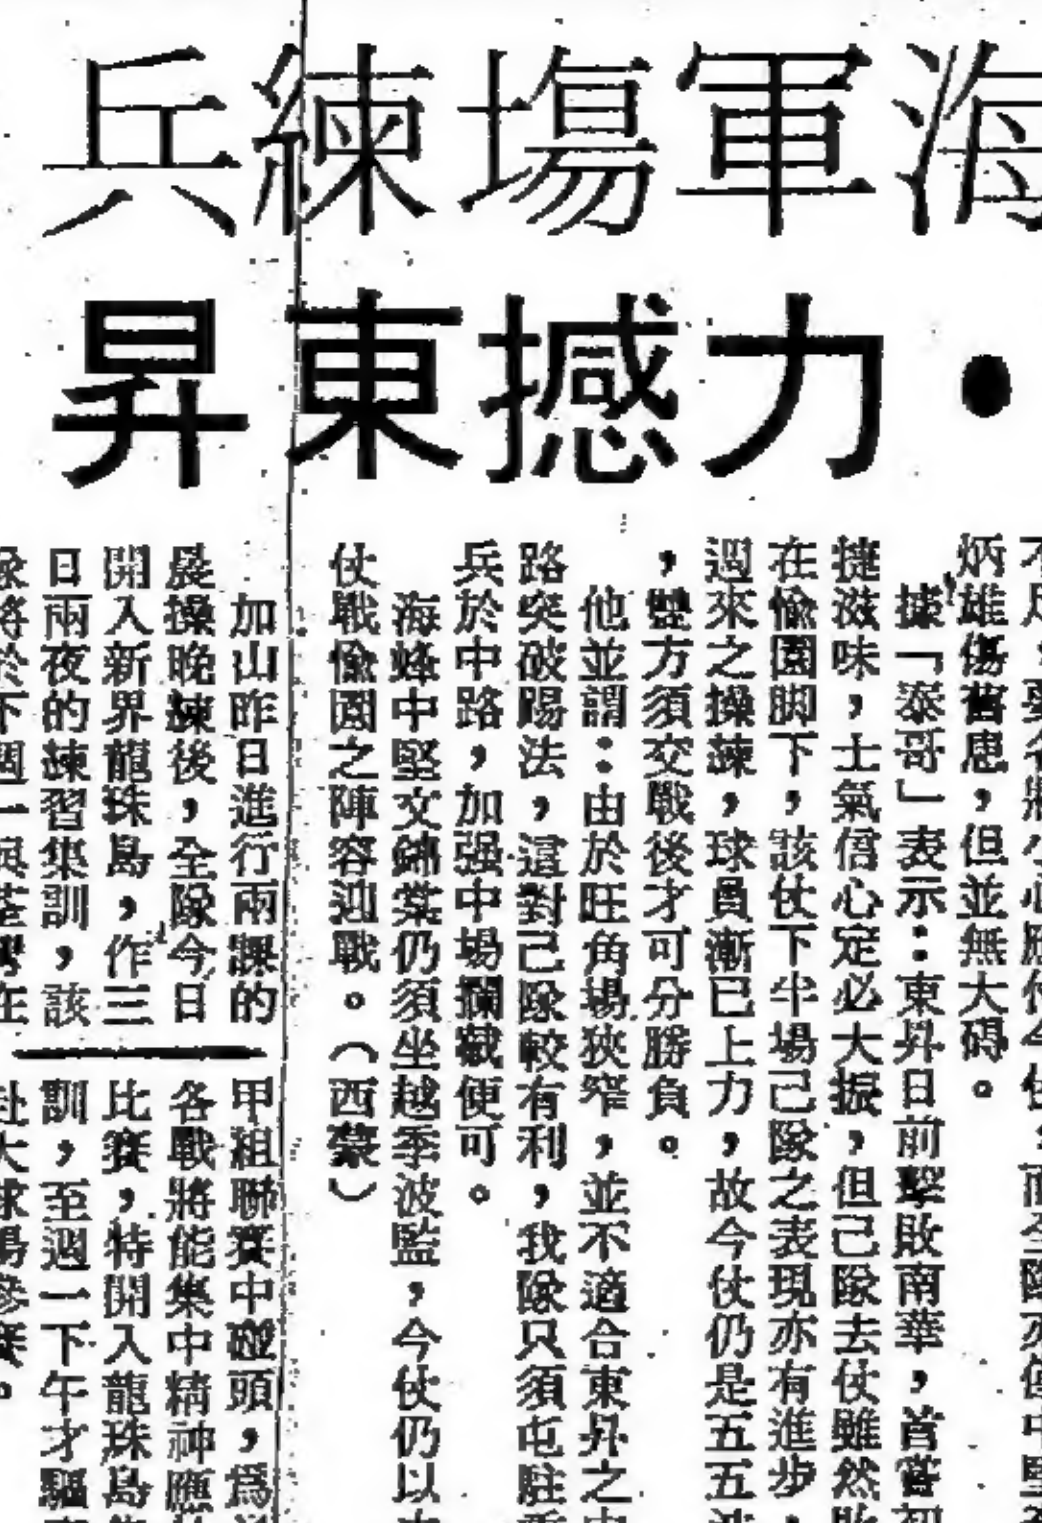 海軍場練兵
・力撼東昇
炳雄傷舊患，但並無大碍。
據「泰哥」表示：東昇日前擊敗南華，首嘗初
捷滋味，士氣信心定必大振，但己隊去仗雖然敗
在愉園脚下，該仗下半場己隊之表現亦有進步，
週來之操練，球員漸已上力，故今仗仍是五五波
，雙方須交戰後才可分勝負。
他並謂：由於旺角場狹窄，並不適合東昇之中
路突破踢法，這對己隊較有利，我隊只須屯駐重
兵於中路，加强中場攔截便可。
海蜂中堅文錦棠仍須坐越季波監，今仗仍以
仗戰愉園之陣容迎戰。（西蒙）
加山昨日進行兩課的
晨操晚操後，全隊今日
開入新界龍珠島，作三
日兩夜的練習集訓，該
隊將於下週一與
甲組聯賽中碰頭，爲
各戰將能集中精神應
比賽，特開入龍珠島
訓，至週一下午才驅
赴大球場參賽。